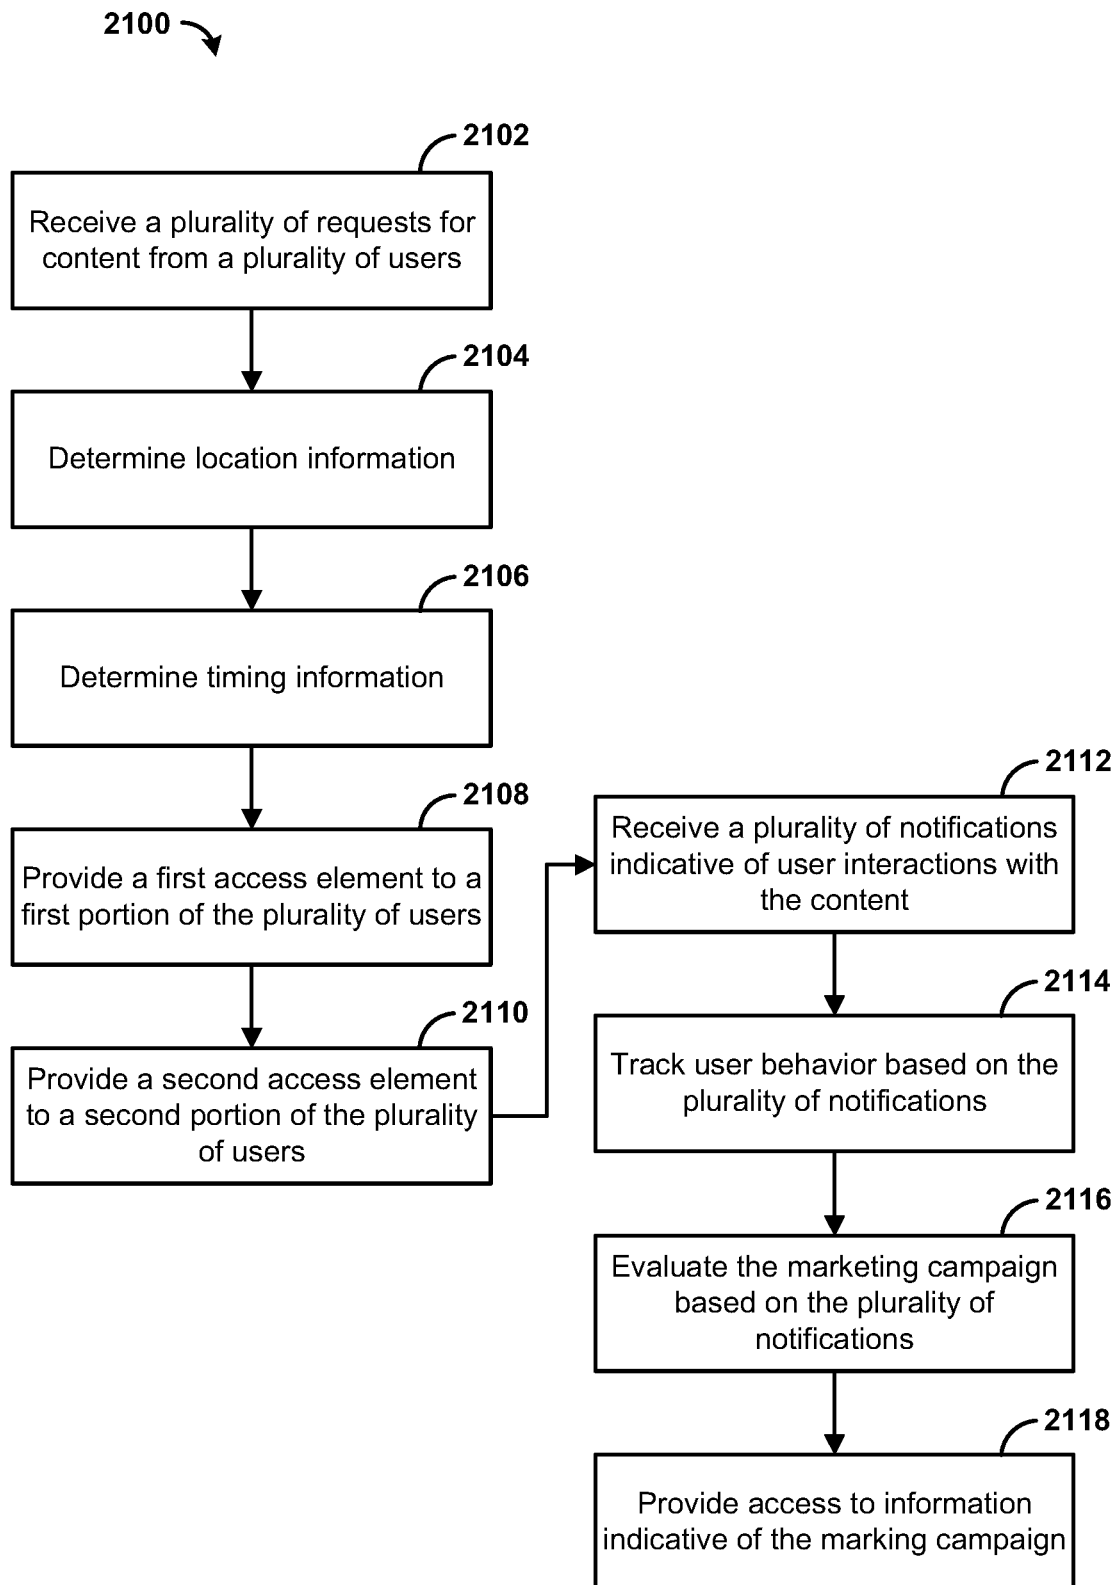 2100
2102
Receive a plurality of requests for
content from a plurality of users
2104
Determine location information
2106
Determine timing information
2108
Provide a first access element to a
first portion of the plurality of users
2110
Provide a second access element
to a second portion of the plurality
of users
2112
Receive a plurality of notifications
indicative of user interactions with
the content
2114
Track user behavior based on the
plurality of notifications
2116
Evaluate the marketing campaign
based on the plurality of
notifications
2118
Provide access to information
indicative of the marking campaign